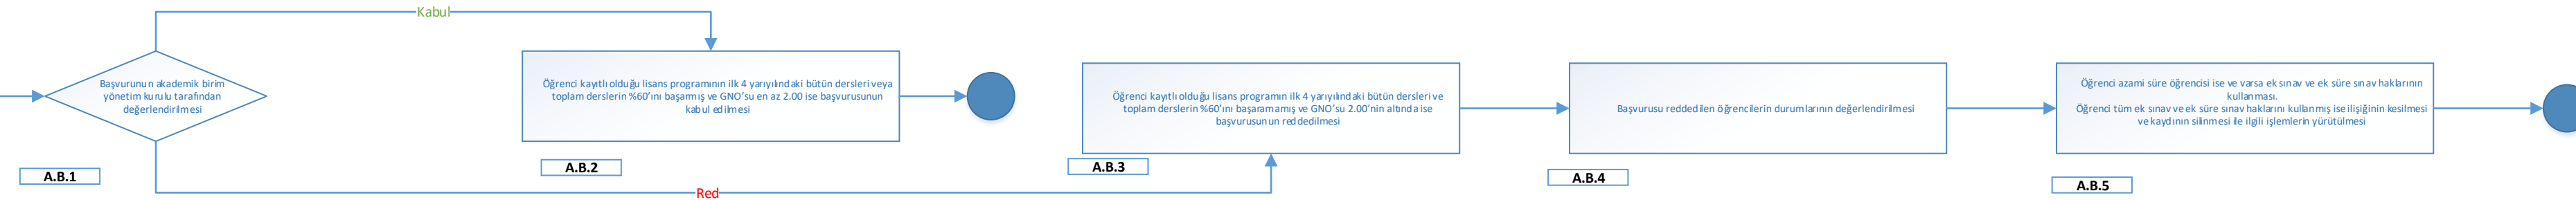 Kabul
Başvurunun akademik birim
yönetim kurulu tarafından
değerlendirilmesi
A.B.1
Öğrenci kayıtlı olduğu lisans programının ilk 4 yarıyılındaki bütün dersleri veya
toplam derslerin %60’ını başarmış ve GNO’su en az 2.00 ise başvurusunun
kabul edilmesi
A.B.2
Red
Öğrenci kayıtlı olduğu lisans programın ilk 4 yarıyılındaki bütün dersleri ve
toplam derslerin %60’ını başaramamış ve GNO’su 2.00’nin altında ise
başvurusunun reddedilmesi
A.B.3
Başvurusu reddedilen öğrencilerin durumlarının değerlendirilmesi
A.B.4
Öğrenci azami süre öğrencisi ise ve varsa ek sınav ve ek süre sınav haklarının
kullanması.
Öğrenci tüm ek sınav ve ek süre sınav haklarını kullanmış ise ilişiğinin kesilmesi
ve kaydının silinmesi ile ilgili işlemlerin yürütülmesi
A.B.5